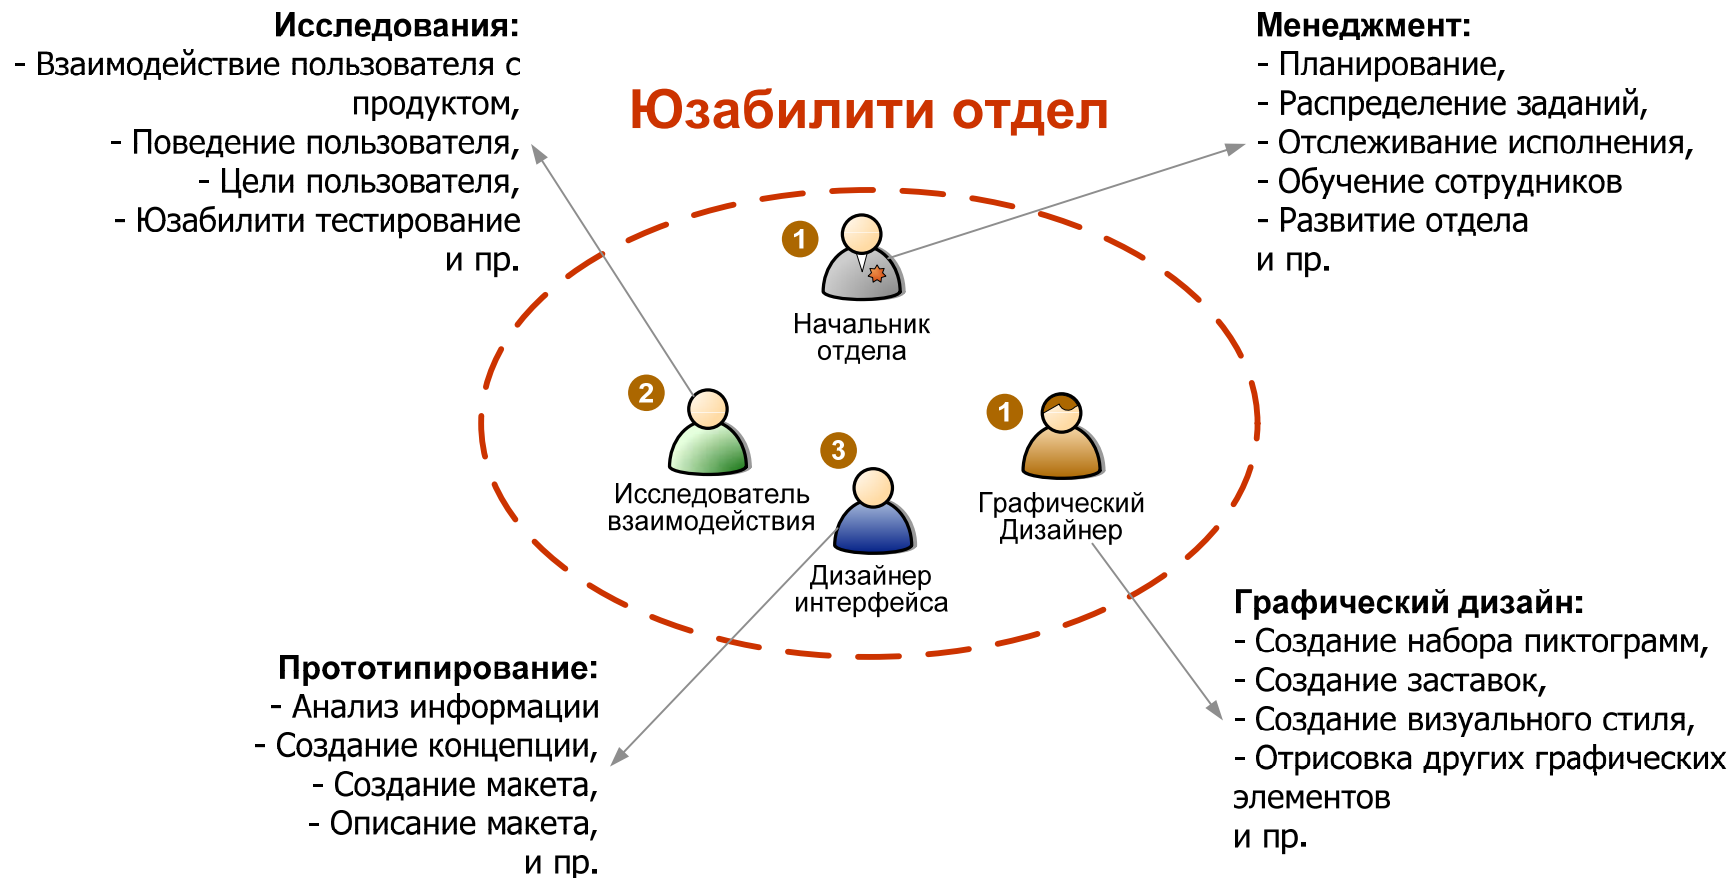 Исследования:
- Взаимодействие пользователя с
продуктом,
- Поведение пользователя,
- Цели пользователя,
- Юзабилити тестирование
и пр.
Юзабилити отдел
Менеджмент:
- Планирование,
- Распределение заданий,
- Отслеживание исполнения,
- Обучение сотрудников
- Развитие отдела
и пр.
1
Начальник
отдела
2
Исследователь
взаимодействия
3
Дизайнер
интерфейса
1
Графический
Дизайнер
Прототипирование:
- Анализ информации
- Создание концепции,
- Создание макета,
- Описание макета,
и пр.
Графический дизайн:
- Создание набора пиктограмм,
- Создание заставок,
- Создание визуального стиля,
- Отрисовка других графических
элементов
и пр.